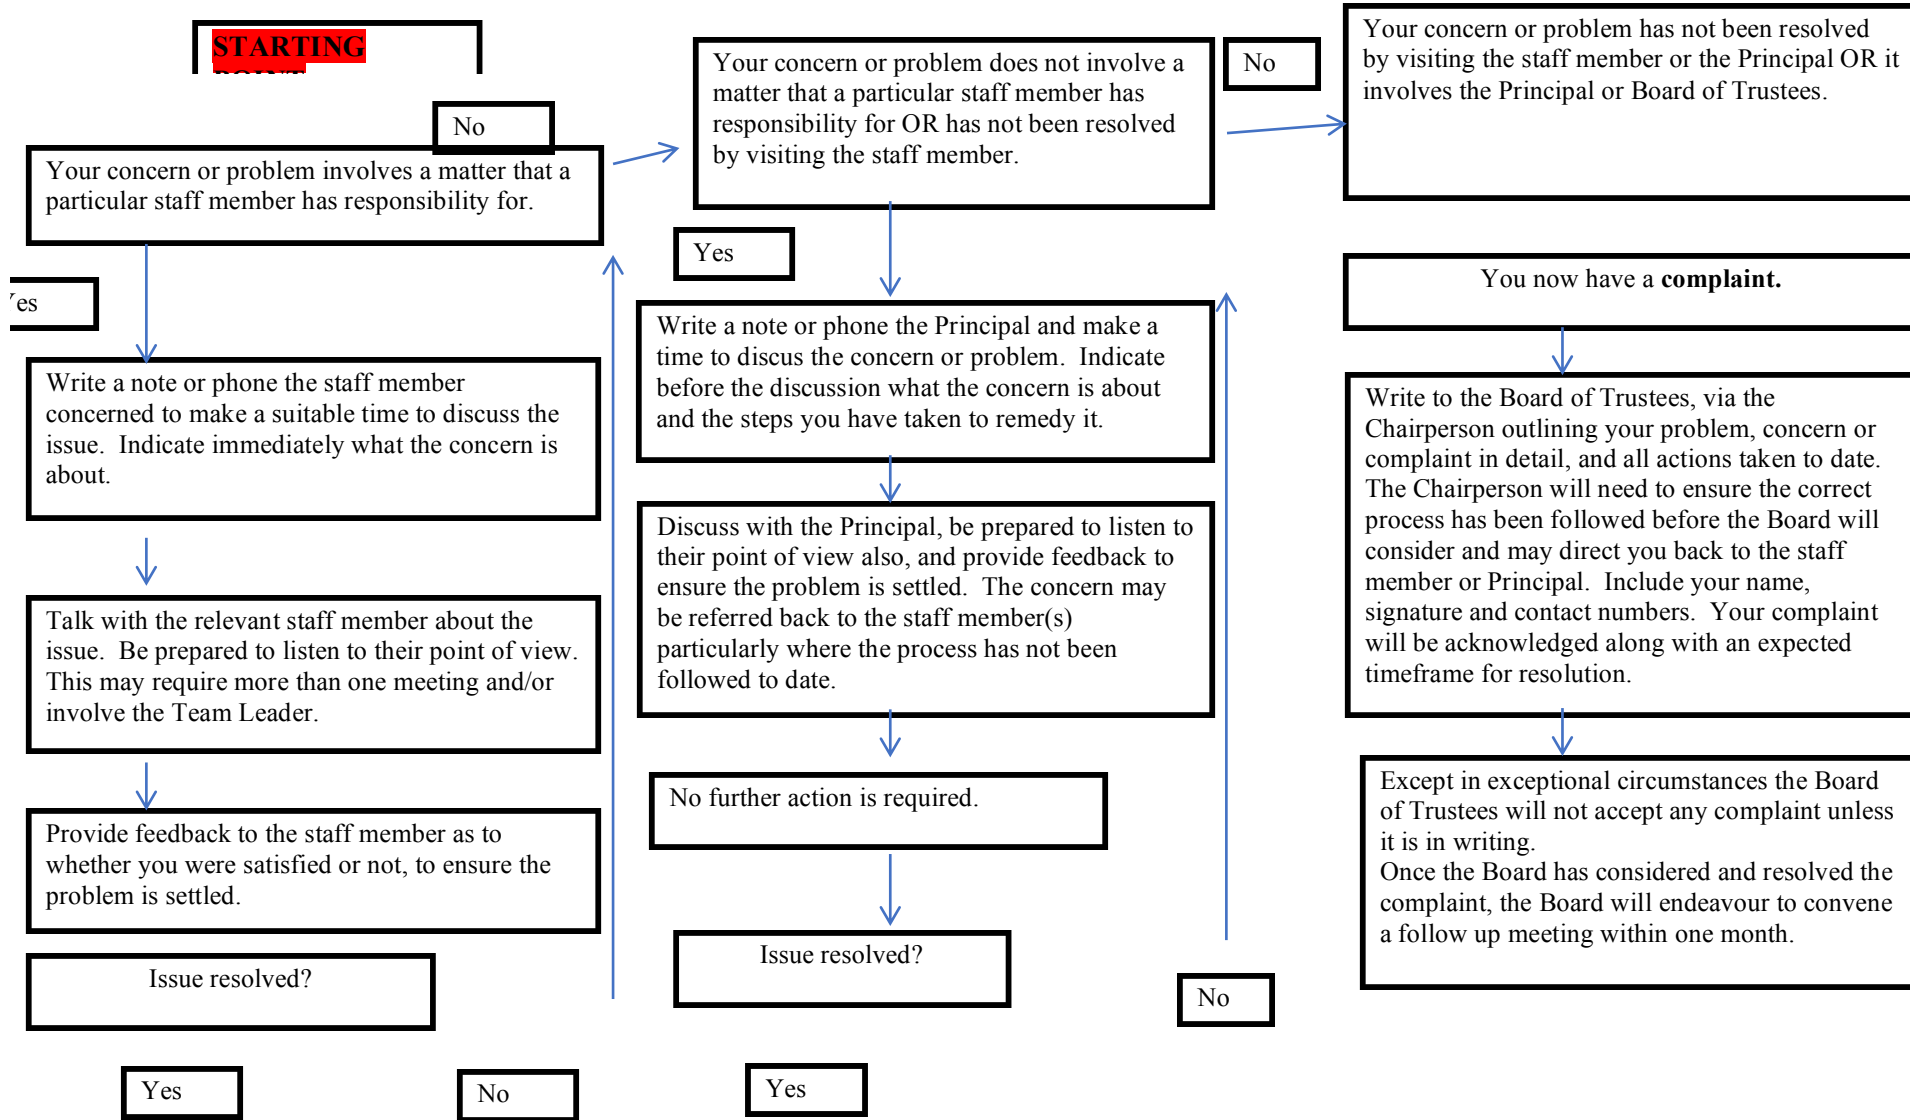 STARTING
No
Your concern or problem involves a matter that a
particular staff member has responsibility for.
Yes
Write a note or phone the staff member
concerned to make a suitable time to discuss the
issue.  Indicate immediately what the concern is
about.
Talk with the relevant staff member about the
issue.  Be prepared to listen to their point of view.
This may require more than one meeting and/or
involve the Team Leader.
Provide feedback to the staff member as to
whether you were satisfied or not, to ensure the
problem is settled.
Issue resolved?
Yes
No
Your concern or problem does not involve a
matter that a particular staff member has
responsibility for OR has not been resolved
by visiting the staff member.
No
Yes
Write a note or phone the Principal and make a
time to discus the concern or problem.  Indicate
before the discussion what the concern is about
and the steps you have taken to remedy it.
Discuss with the Principal, be prepared to listen to
their point of view also, and provide feedback to
ensure the problem is settled.  The concern may
be referred back to the staff member(s)
particularly where the process has not been
followed to date.
No further action is required.
Issue resolved?
No
Yes
Your concern or problem has not been resolved
by visiting the staff member or the Principal OR it
involves the Principal or Board of Trustees.
You now have a complaint.
Write to the Board of Trustees, via the
Chairperson outlining your problem, concern or
complaint in detail, and all actions taken to date.
The Chairperson will need to ensure the correct
process has been followed before the Board will
consider and may direct you back to the staff
member or Principal.  Include your name,
signature and contact numbers.  Your complaint
will be acknowledged along with an expected
timeframe for resolution.
Except in exceptional circumstances the Board
of Trustees will not accept any complaint unless
it is in writing.
Once the Board has considered and resolved the
complaint, the Board will endeavour to convene
a follow up meeting within one month.